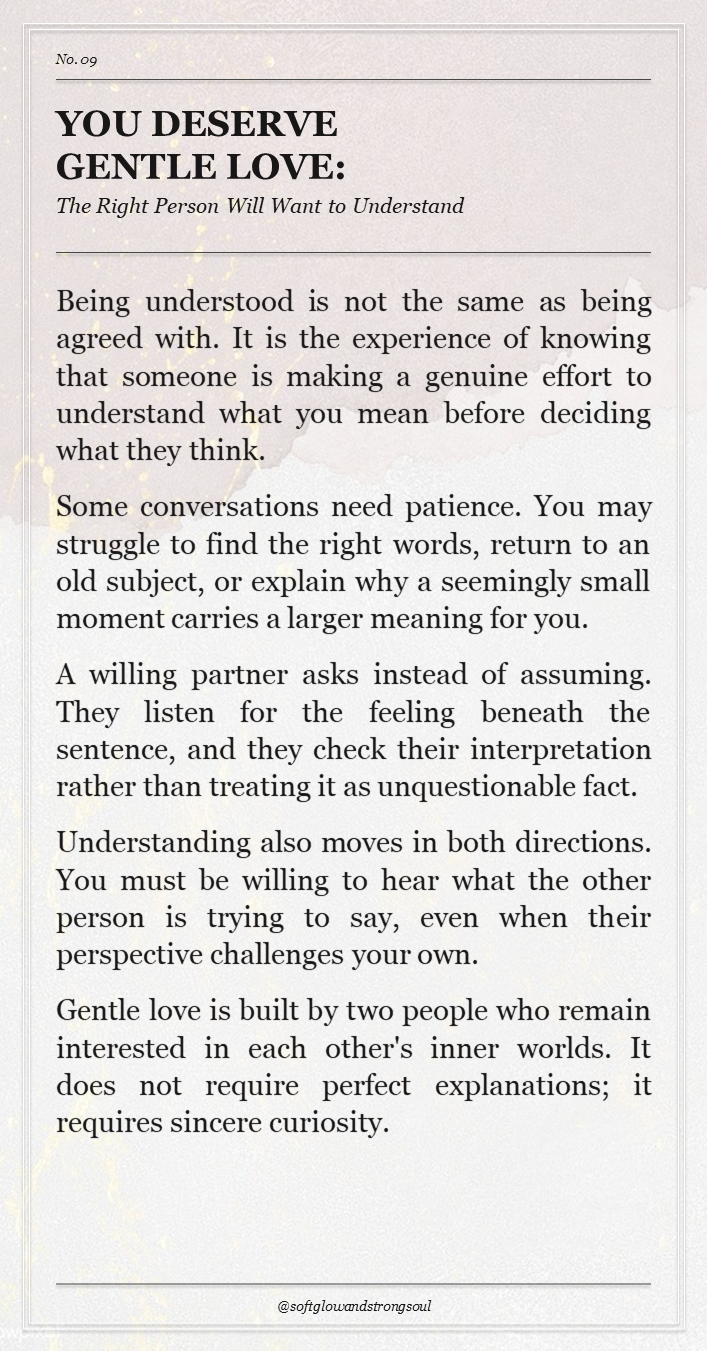 No. 09
YOU DESERVE
GENTLE LOVE:
The Right Person Will Want to Understand
Being understood is not the same as being
agreed with. It is the experience of knowing
that someone is making a genuine effort to
understand what you mean before deciding
what they think.
Some conversations need patience. You may
struggle to find the right words, return to an
old subject, or explain why a seemingly small
moment carries a larger meaning for you.
A willing partner asks instead of assuming.
They listen for the feeling beneath the
sentence, and they check their interpretation
rather than treating it as unquestionable fact.
Understanding also moves in both directions.
You must be willing to hear what the other
person is trying to say, even when their
perspective challenges your own.
Gentle love is built by two people who remain
interested in each other's inner worlds. It
does not require perfect explanations; it
requires sincere curiosity.
@softglowandstrongsoul